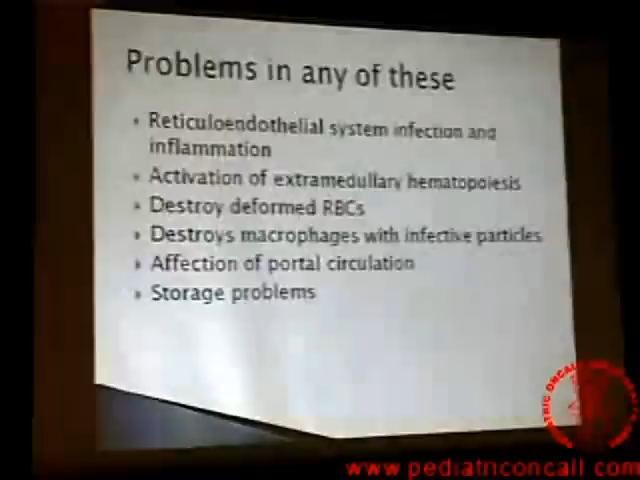 Problems in any of these
Reticuloendothelial system infection and
inflammation
Activation of extramedullary hematopoiesis
Destroy deformed RBCs
Destroys macrophages with infective particles
Affection of portal circulation
Storage problems
www.pediatriconcall.com